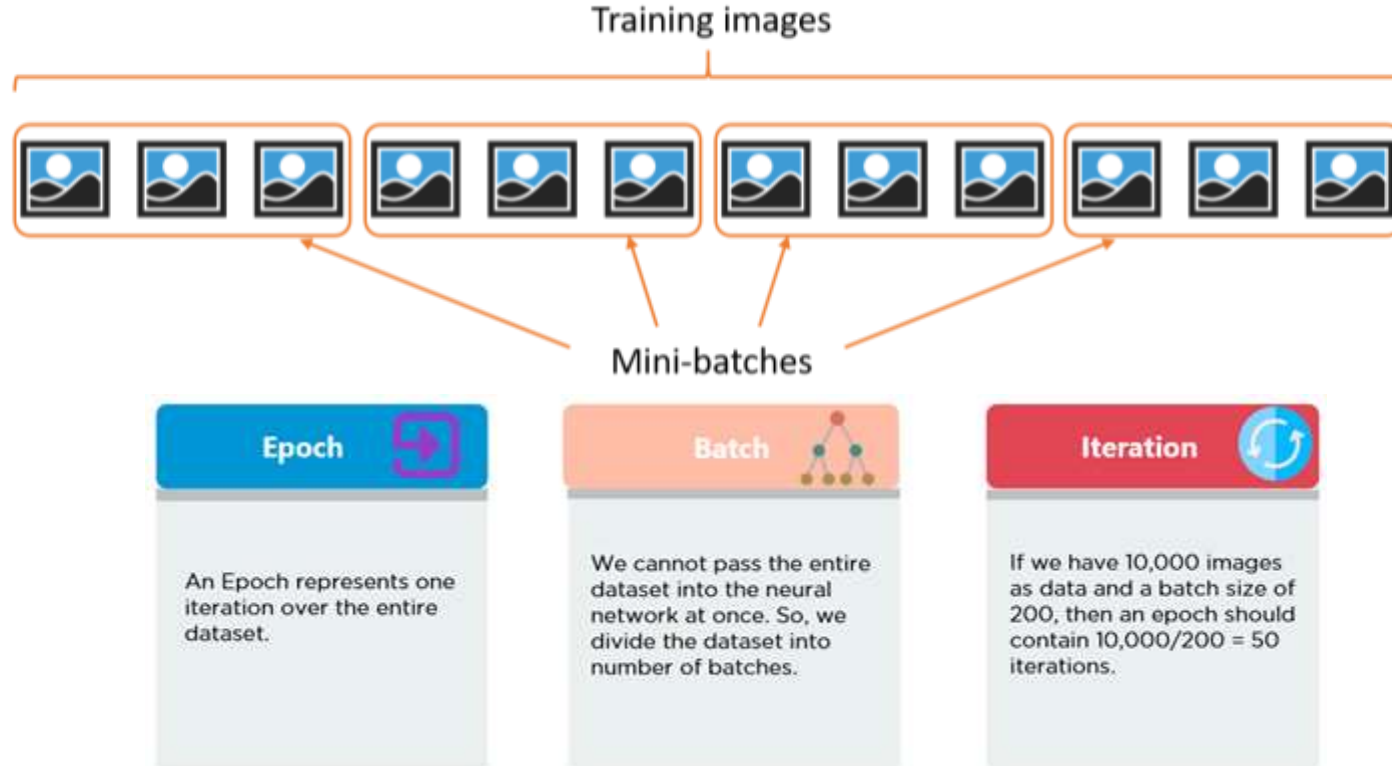 Training images
Mini-batches
Epoch
An Epoch represents one
iteration over the entire
dataset.
Batch
We cannot pass the entire
dataset into the neural
network at once. So, we
divide the dataset into
number of batches.
Iteration
If we have 10,000 images
as data and a batch size of
200, then an epoch should
contain 10,000/200 = 50
iterations.